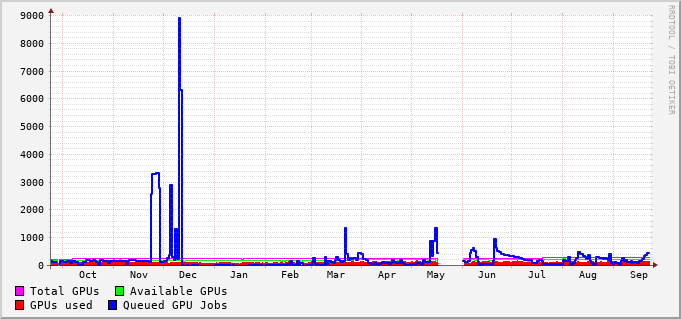 9000
8000
7000
6000
5000
4000
3000
2000
1000
0
Oct Nov Dec Jan Feb Mar Apr May Jun Jul Aug Sep
Total GPUs Available GPUs
GPUs used Queued GPU Jobs
RRDTOOL / TOBI OETIKER